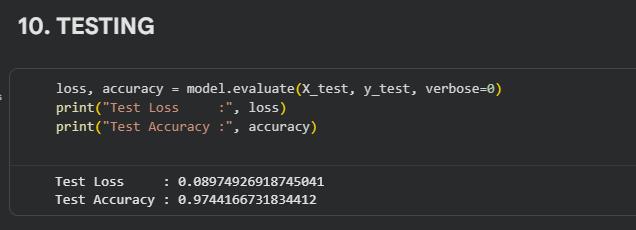 10. TESTING
loss, accuracy = model.evaluate(X_test, y_test, verbose=0)
print("Test Loss     :", loss)
print("Test Accuracy :", accuracy)
Test Loss     : 0.08974926918745041
Test Accuracy : 0.9744166731834412